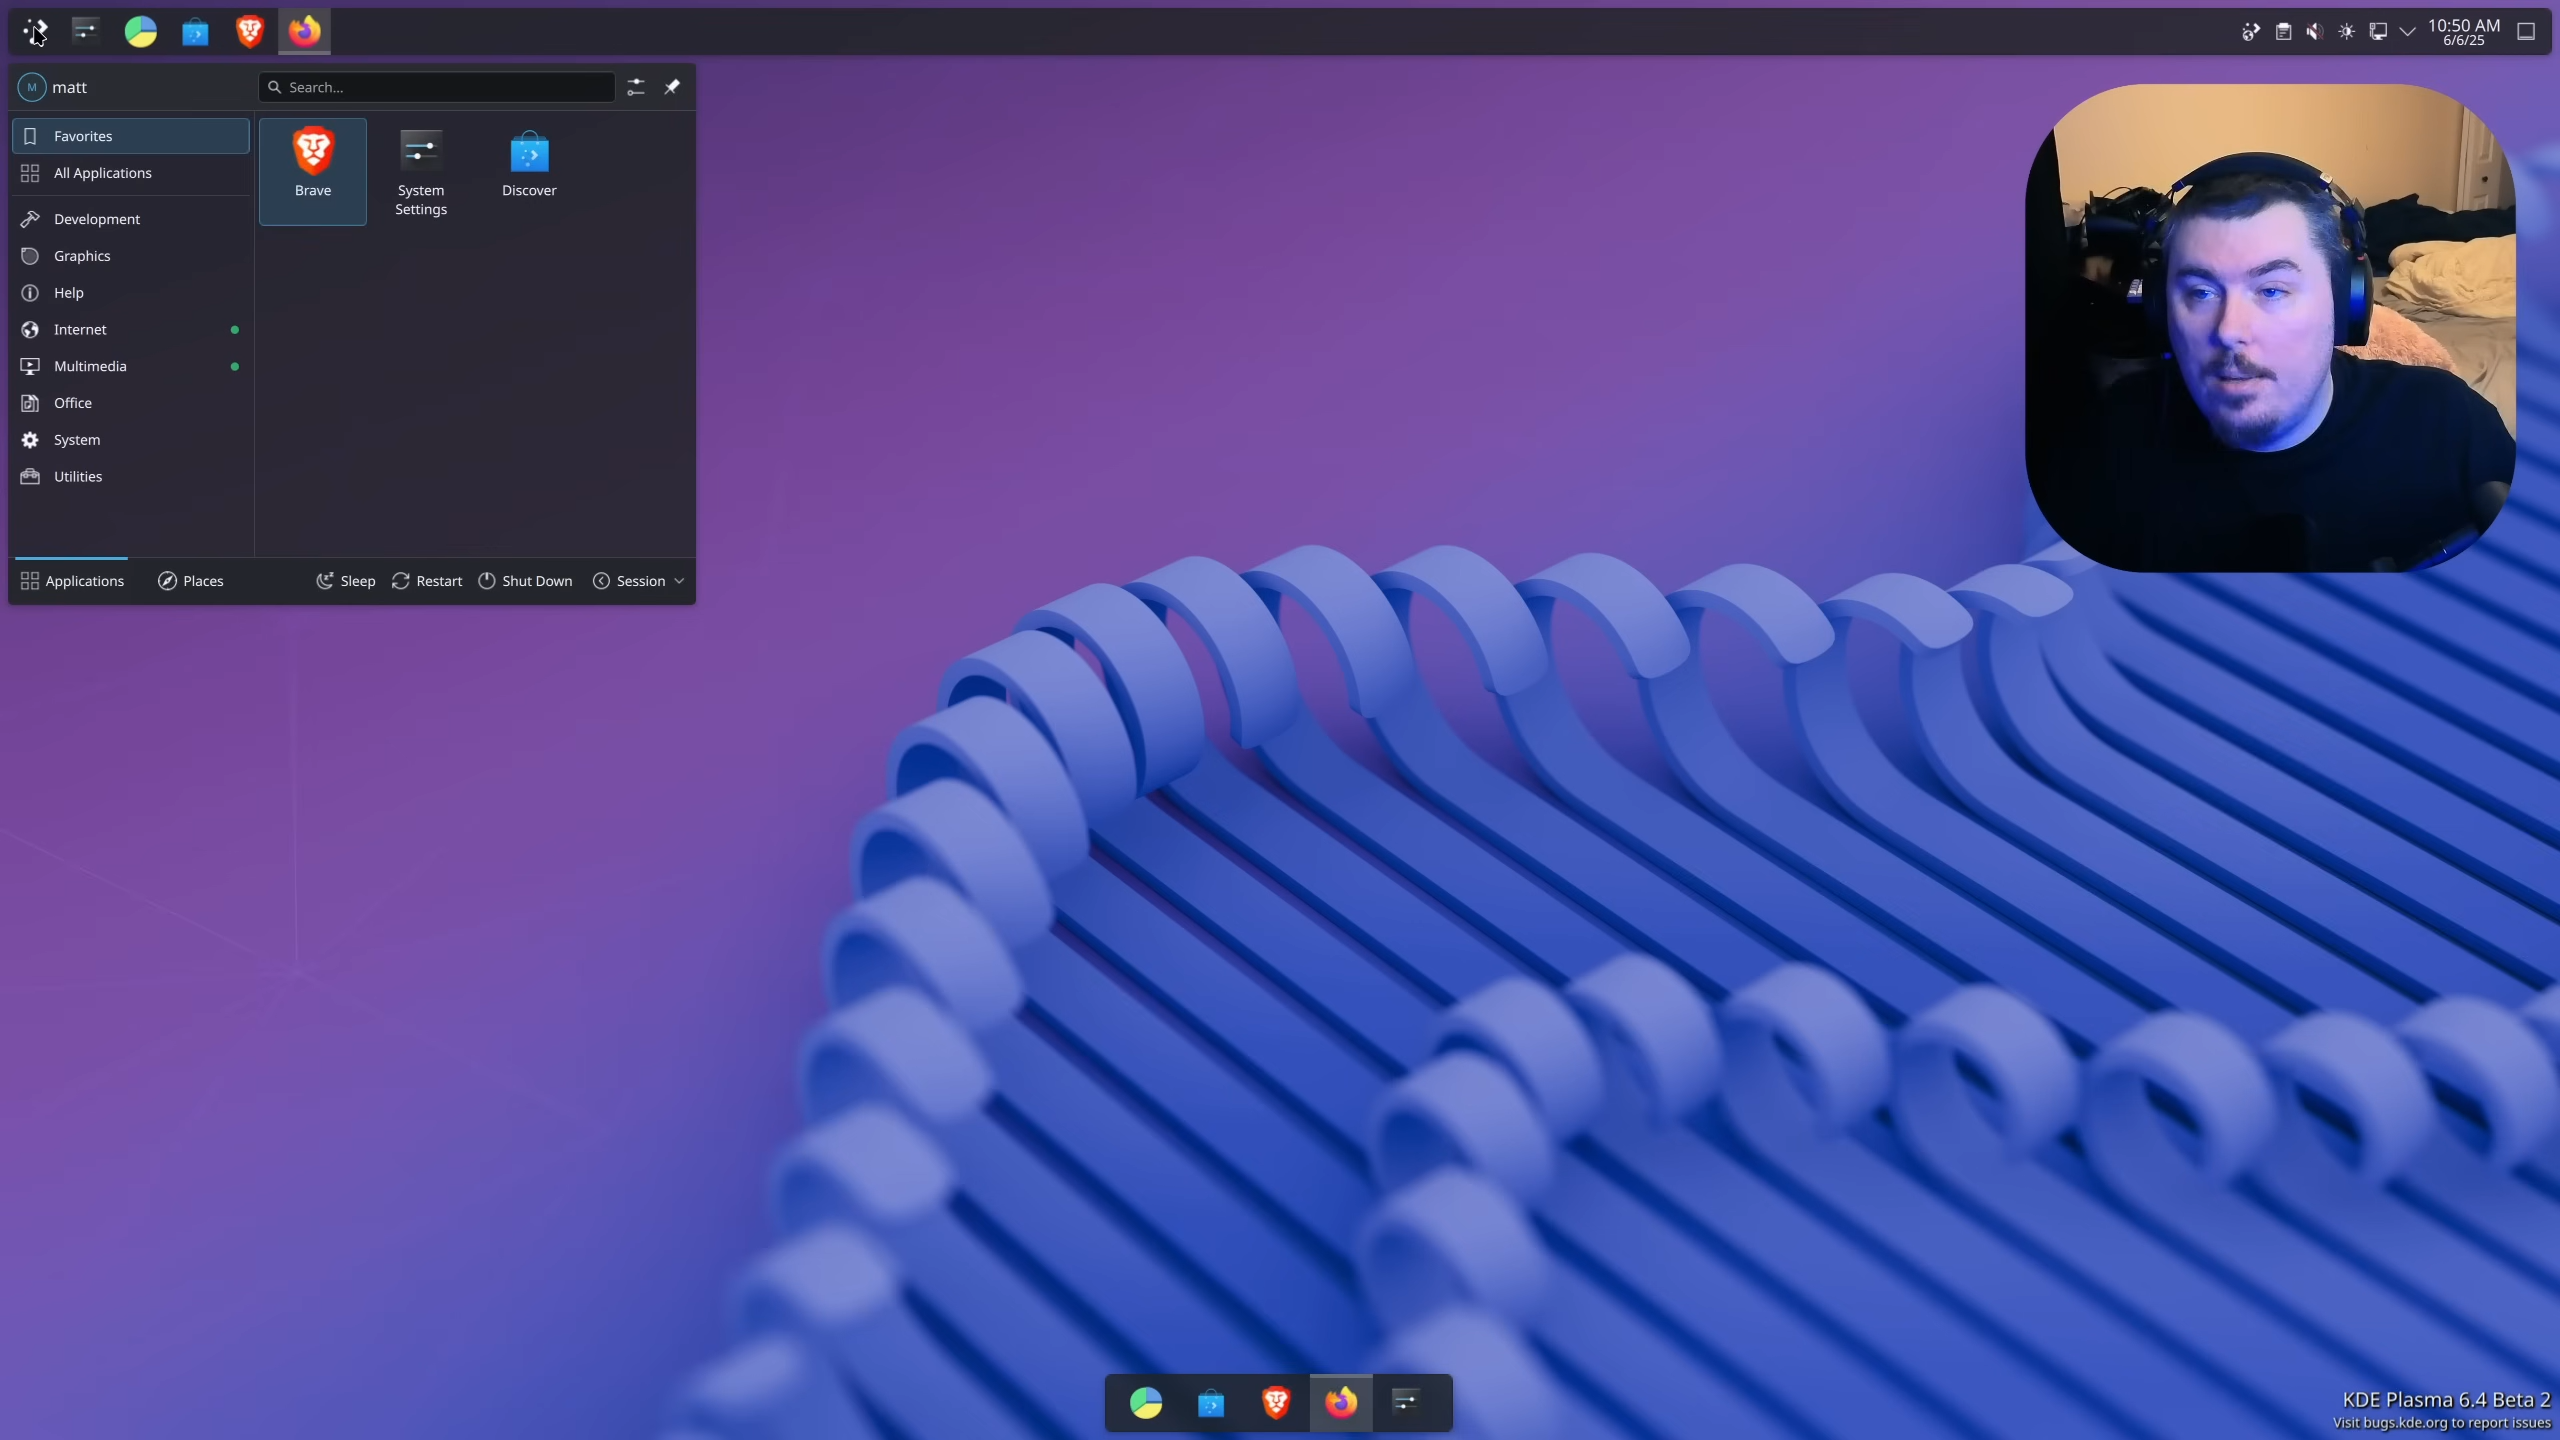 10:50 AM
6/6/25
M
matt
Search...
Favorites
All Applications
Development
Graphics
Help
Internet
Multimedia
Office
System
Utilities
Brave
System
Settings
Discover
Applications
Places
Sleep
Restart
Shut Down
Session
KDE Plasma 6.4 Beta 2
Visit bugs.kde.org to report issues